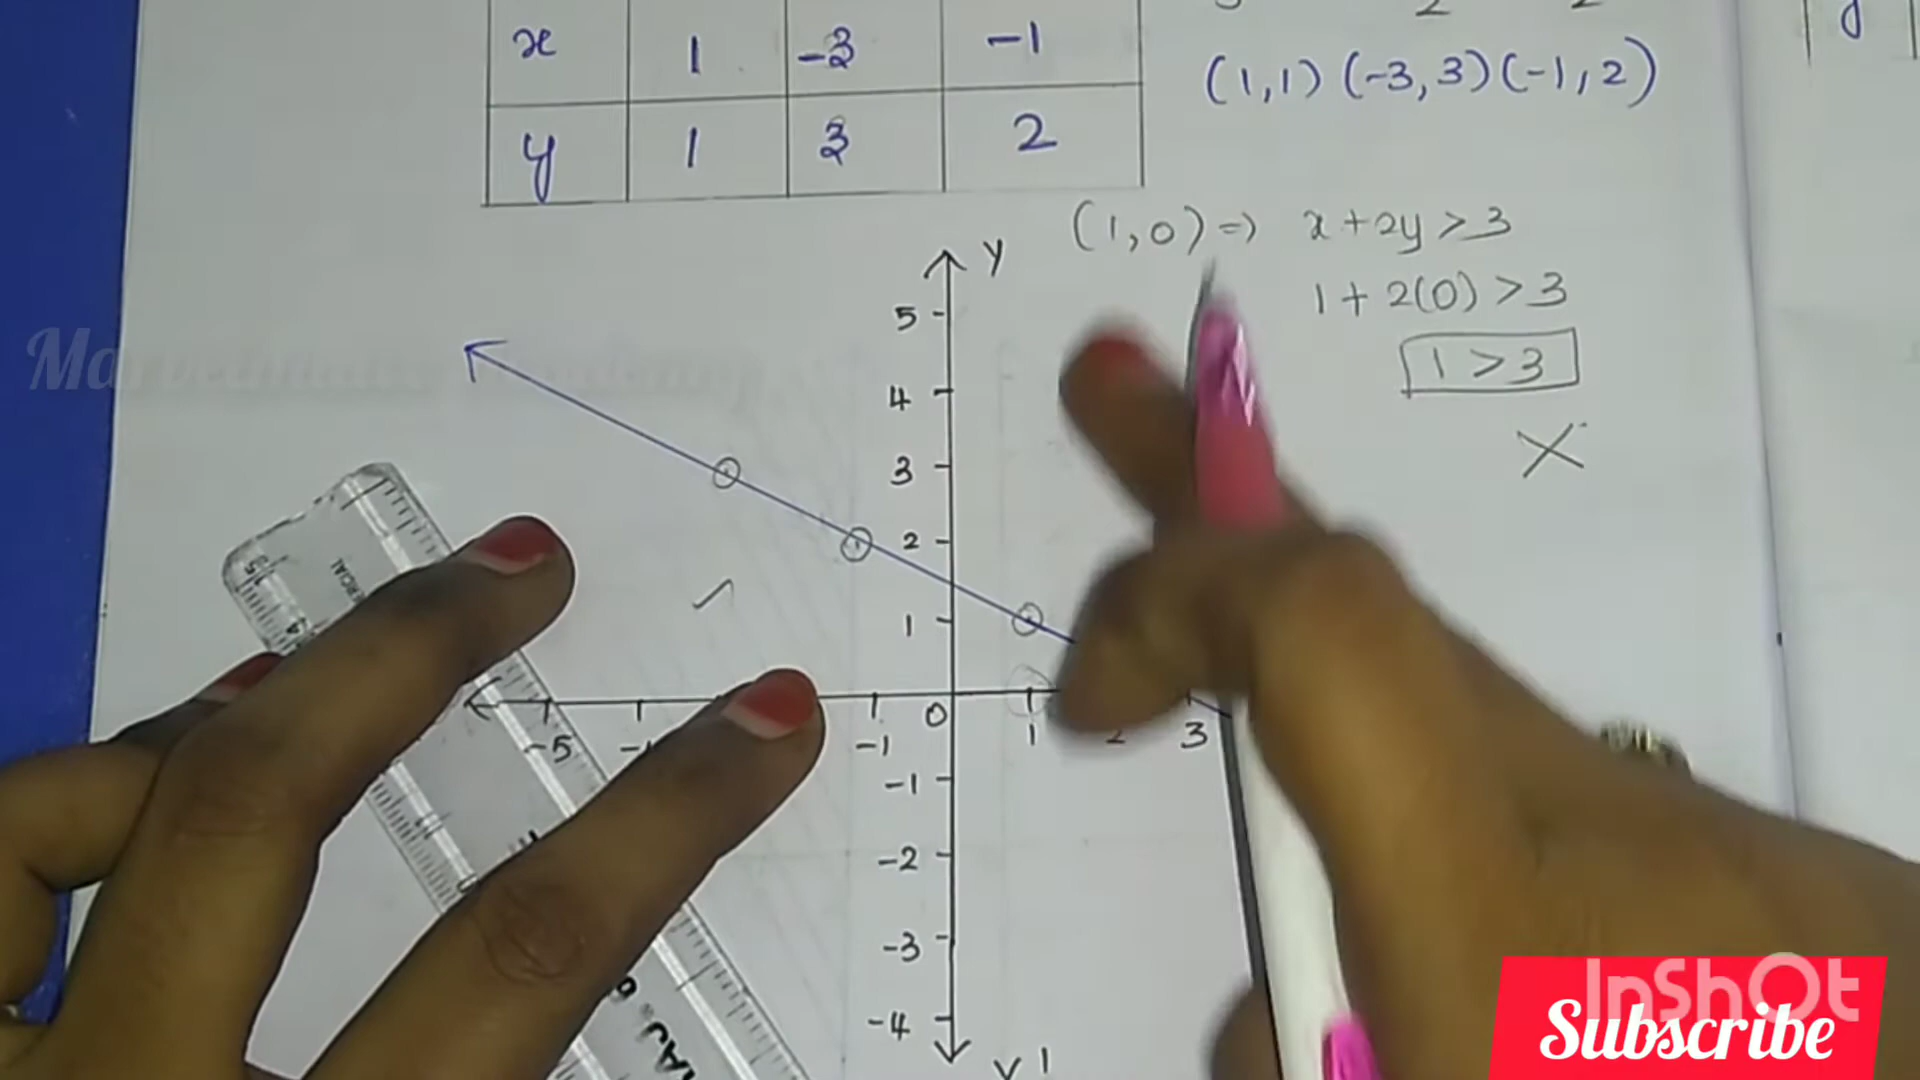 x 1 -3 -1
y 1 3 2
(1,1) (-3,3) (-1,2)
(1,0) => x+2y>3
1+2(0)>3
1>3
X
y
5
4
3
2
1
-5
-1
0
1
2
3
-1
-2
-3
-4
y1
InShOt
Subscribe